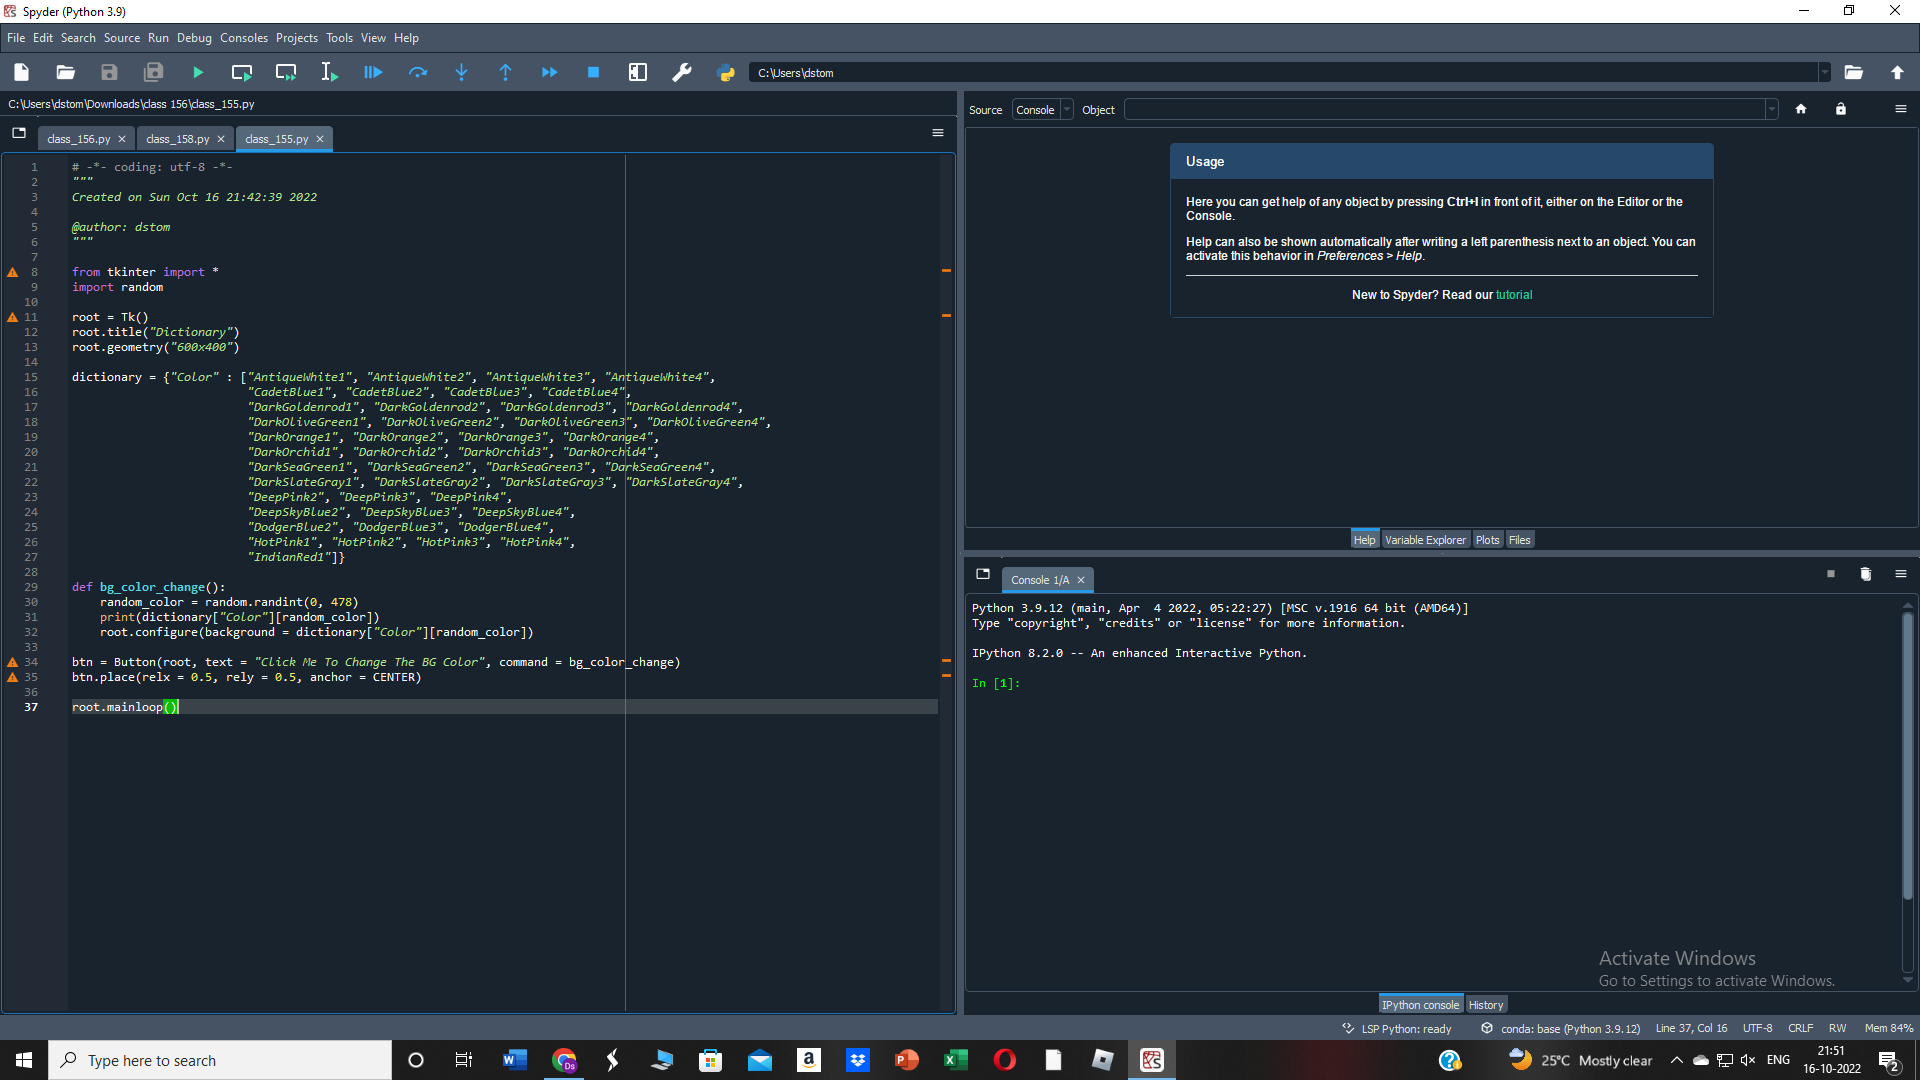 Spyder (Python 3.9)
File Edit Search Source Run Debug Consoles Projects Tools View Help
C:\Users\dstom
C:\Users\dstom\Downloads\class 156\class_155.py
class_156.py
class_158.py
class_155.py
1 # -*- coding: utf-8 -*-
2 """
3 Created on Sun Oct 16 21:42:39 2022
4
5 @author: dstom
6 """
7
8 from tkinter import *
9 import random
10
11 root = Tk()
12 root.title("Dictionary")
13 root.geometry("600x400")
14
15 dictionary = {"Color" : ["AntiqueWhite1", "AntiqueWhite2", "AntiqueWhite3", "AntiqueWhite4",
16 "CadetBlue1", "CadetBlue2", "CadetBlue3", "CadetBlue4",
17 "DarkGoldenrod1", "DarkGoldenrod2", "DarkGoldenrod3", "DarkGoldenrod4",
18 "DarkOliveGreen1", "DarkOliveGreen2", "DarkOliveGreen3", "DarkOliveGreen4",
19 "DarkOrange1", "DarkOrange2", "DarkOrange3", "DarkOrange4",
20 "DarkOrchid1", "DarkOrchid2", "DarkOrchid3", "DarkOrchid4",
21 "DarkSeaGreen1", "DarkSeaGreen2", "DarkSeaGreen3", "DarkSeaGreen4",
22 "DarkSlateGray1", "DarkSlateGray2", "DarkSlateGray3", "DarkSlateGray4",
23 "DeepPink2", "DeepPink3", "DeepPink4",
24 "DeepSkyBlue2", "DeepSkyBlue3", "DeepSkyBlue4",
25 "DodgerBlue2", "DodgerBlue3", "DodgerBlue4",
26 "HotPink1", "HotPink2", "HotPink3", "HotPink4",
27 "IndianRed1"]}
28
29 def bg_color_change():
30 random_color = random.randint(0, 478)
31 print(dictionary["Color"][random_color])
32 root.configure(background = dictionary["Color"][random_color])
33
34 btn = Button(root, text = "Click Me To Change The BG Color", command = bg_color_change)
35 btn.place(relx = 0.5, rely = 0.5, anchor = CENTER)
36
37 root.mainloop()
Source Console Object
Usage
Here you can get help of any object by pressing Ctrl+I in front of it, either on the Editor or the
Console.
Help can also be shown automatically after writing a left parenthesis next to an object. You can
activate this behavior in Preferences > Help.
New to Spyder? Read our tutorial
Help Variable Explorer Plots Files
Console 1/A
Python 3.9.12 (main, Apr  4 2022, 05:22:27) [MSC v.1916 64 bit (AMD64)]
Type "copyright", "credits" or "license" for more information.
IPython 8.2.0 -- An enhanced Interactive Python.
In [1]:
Activate Windows
Go to Settings to activate Windows.
IPython console History
LSP Python: ready conda: base (Python 3.9.12) Line 37, Col 16 UTF-8 CRLF RW Mem 84%
Type here to search
Ds
25°C Mostly clear
ENG
21:51
16-10-2022
2